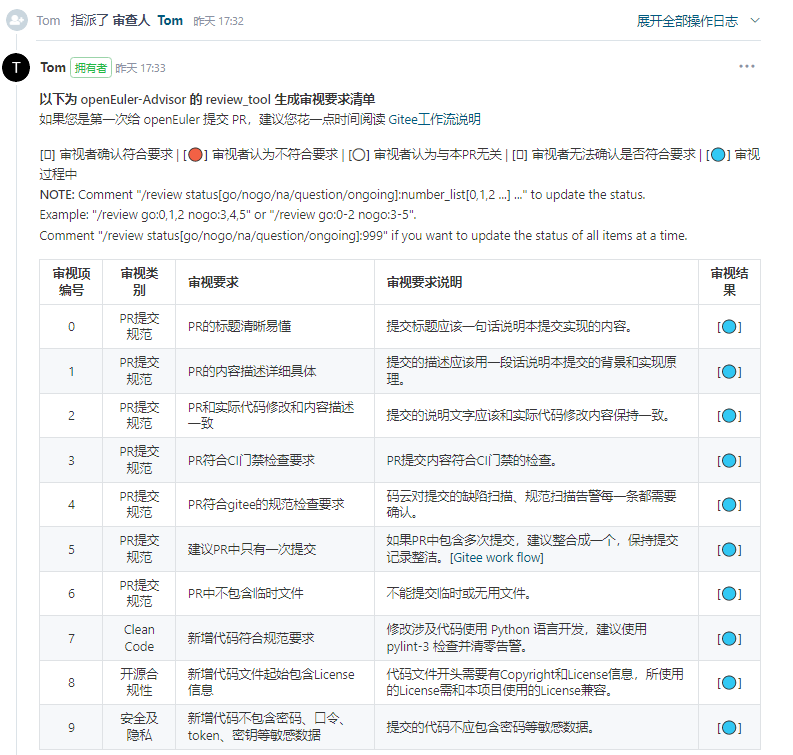 Tom 指派了 审查人 Tom 昨天 17:32 展开全部操作日志
T
Tom 拥有者 昨天 17:33
以下为 openEuler-Advisor 的 review_tool 生成审视要求清单
如果您是第一次给 openEuler 提交 PR，建议您花一点时间阅读 Gitee工作流说明
[▯] 审视者确认符合要求 | [🔴] 审视者认为不符合要求 | [⚪] 审视者认为与本PR无关 | [▯] 审视者无法确认是否符合要求 | [🔵] 审视
过程中
NOTE: Comment "/review status[go/nogo/na/question/ongoing]:number_list[0,1,2 ...] ..." to update the status.
Example: "/review go:0,1,2 nogo:3,4,5" or "/review go:0-2 nogo:3-5".
Comment "/review status[go/nogo/na/question/ongoing]:999" if you want to update the status of all items at a time.
审视项
编号
审视类
别
审视要求
审视要求说明
审视结
果
0
PR提交
规范
PR的标题清晰易懂
提交标题应该一句话说明本提交实现的内容。
[🔵]
1
PR提交
规范
PR的内容描述详细具体
提交的描述应该用一段话说明本提交的背景和实现原
理。
[🔵]
2
PR提交
规范
PR和实际代码修改和内容描述
一致
提交的说明文字应该和实际代码修改内容保持一致。
[🔵]
3
PR提交
规范
PR符合CI门禁检查要求
PR提交内容符合CI门禁的检查。
[🔵]
4
PR提交
规范
PR符合gitee的规范检查要求
码云对提交的缺陷扫描、规范扫描告警每一条都需要
确认。
[🔵]
5
PR提交
规范
建议PR中只有一次提交
如果PR中包含多次提交，建议整合成一个，保持提交
记录整洁。[Gitee work flow]
[🔵]
6
PR提交
规范
PR中不包含临时文件
不能提交临时或无用文件。
[🔵]
7
Clean
Code
新增代码符合规范要求
修改涉及代码使用 Python 语言开发，建议使用
pylint-3 检查并清零告警。
[🔵]
8
开源合
规性
新增代码文件起始包含License
信息
代码文件开头需要有Copyright和License信息，所使用
的License需和本项目使用的License兼容。
[🔵]
9
安全及
隐私
新增代码不包含密码、口令、
token、密钥等敏感数据
提交的代码不应包含密码等敏感数据。
[🔵]